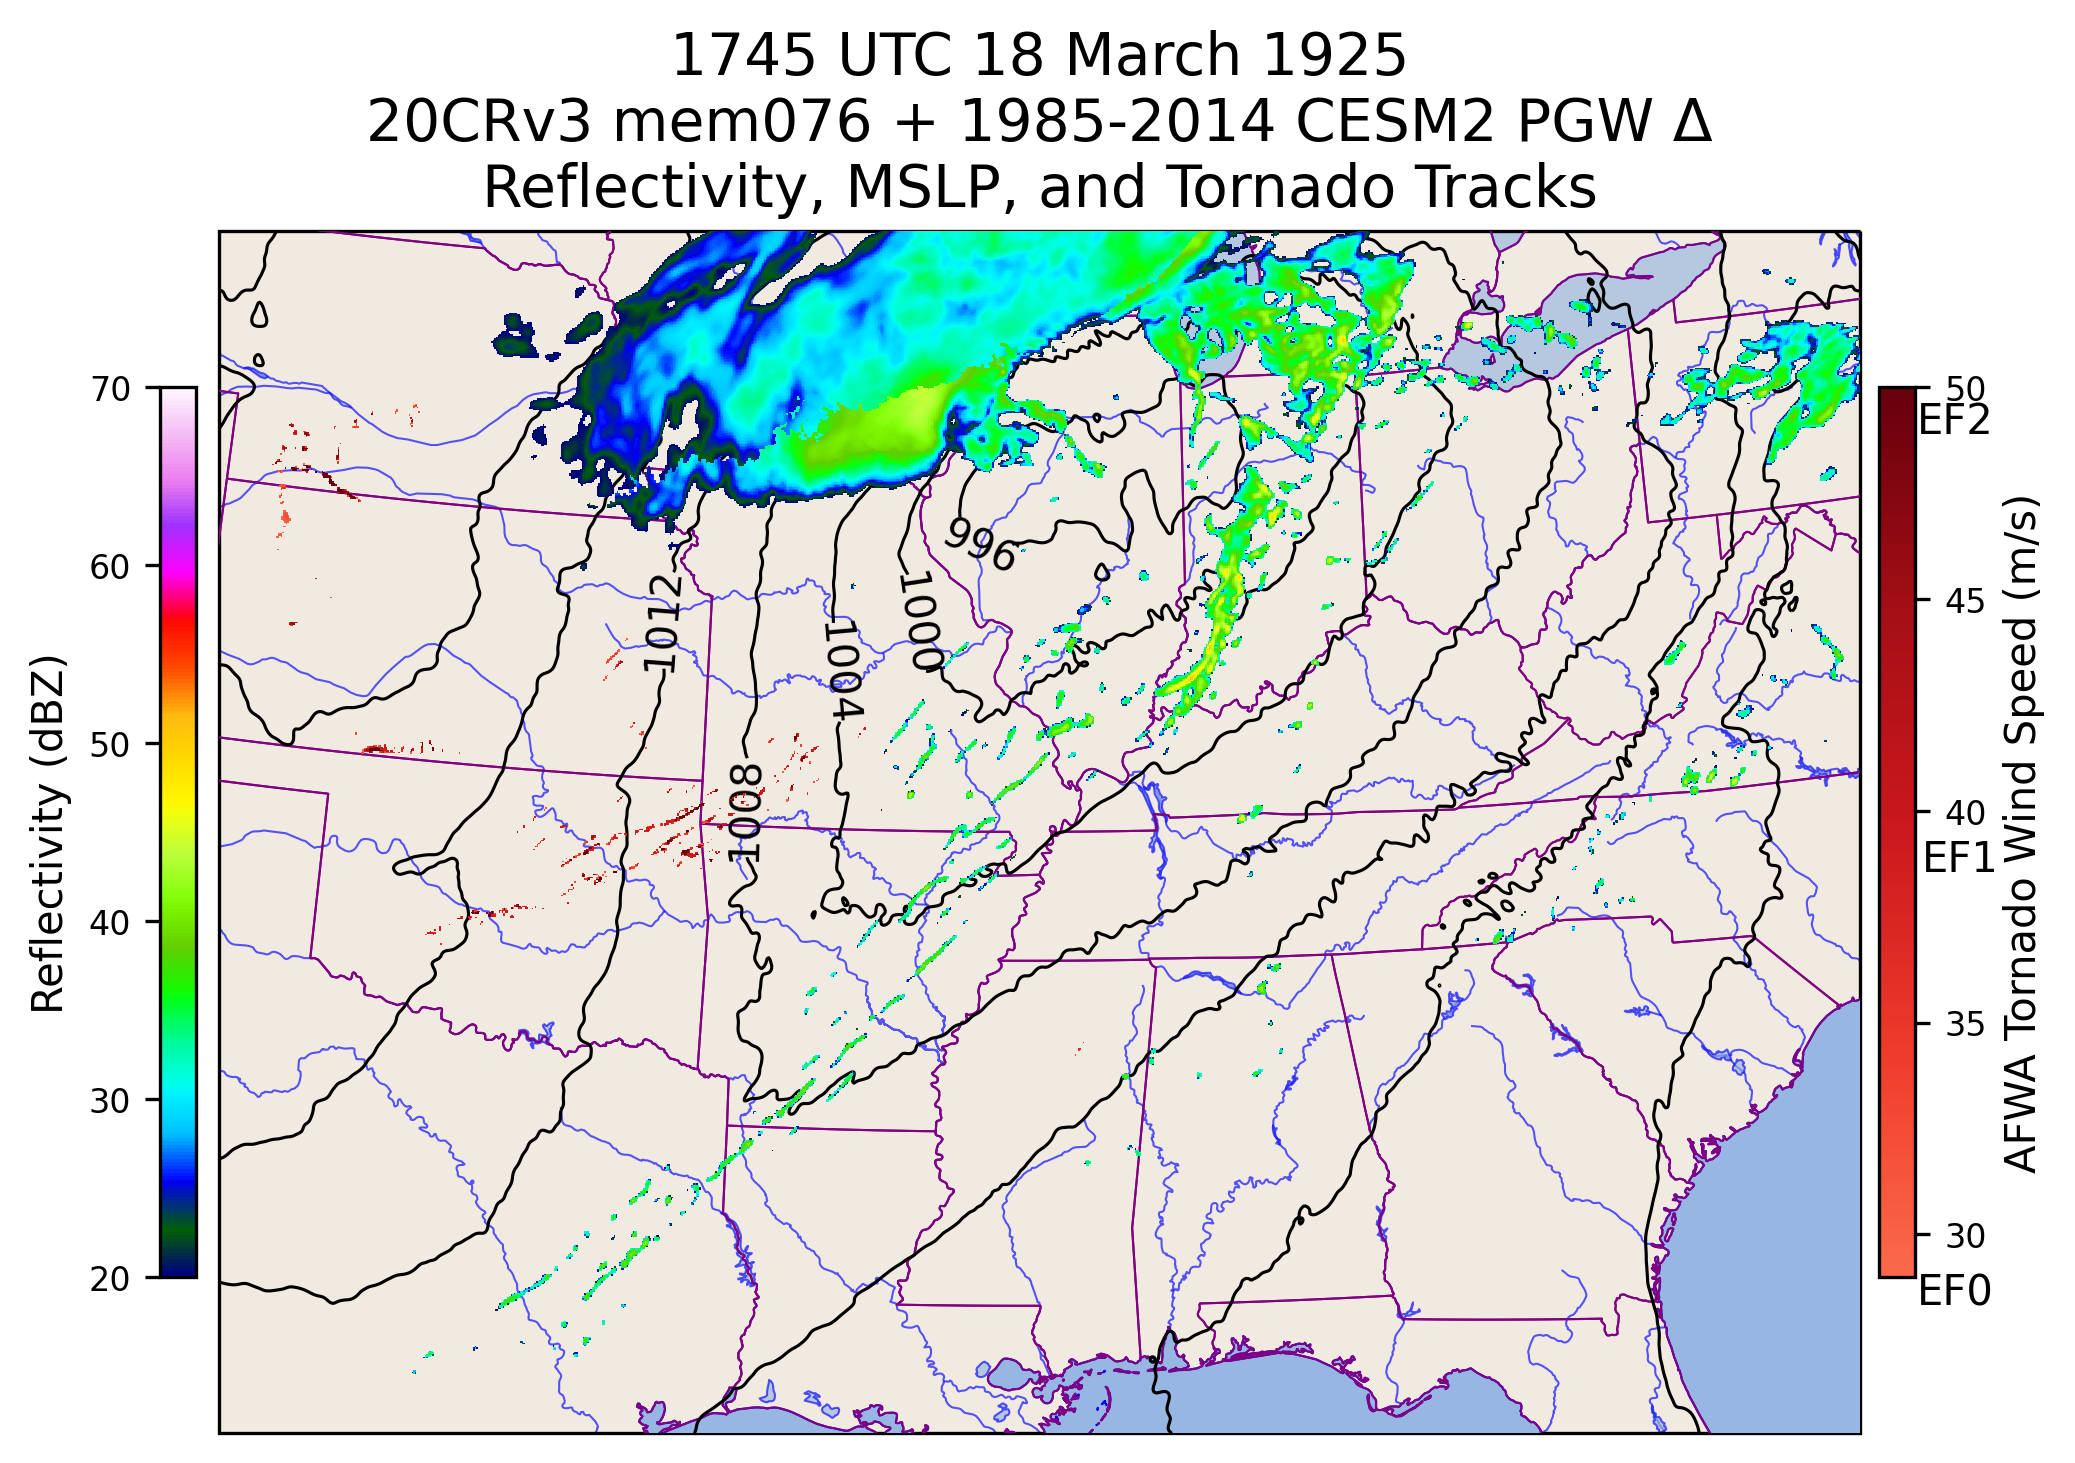 1745 UTC 18 March 1925
20CRv3 mem076 + 1985-2014 CESM2 PGW Δ
Reflectivity, MSLP, and Tornado Tracks
70
60
50
40
30
20
Reflectivity (dBZ)
996
1000
1004
1008
1012
50
EF2
45
40
EF1
35
30
EF0
AFWA Tornado Wind Speed (m/s)